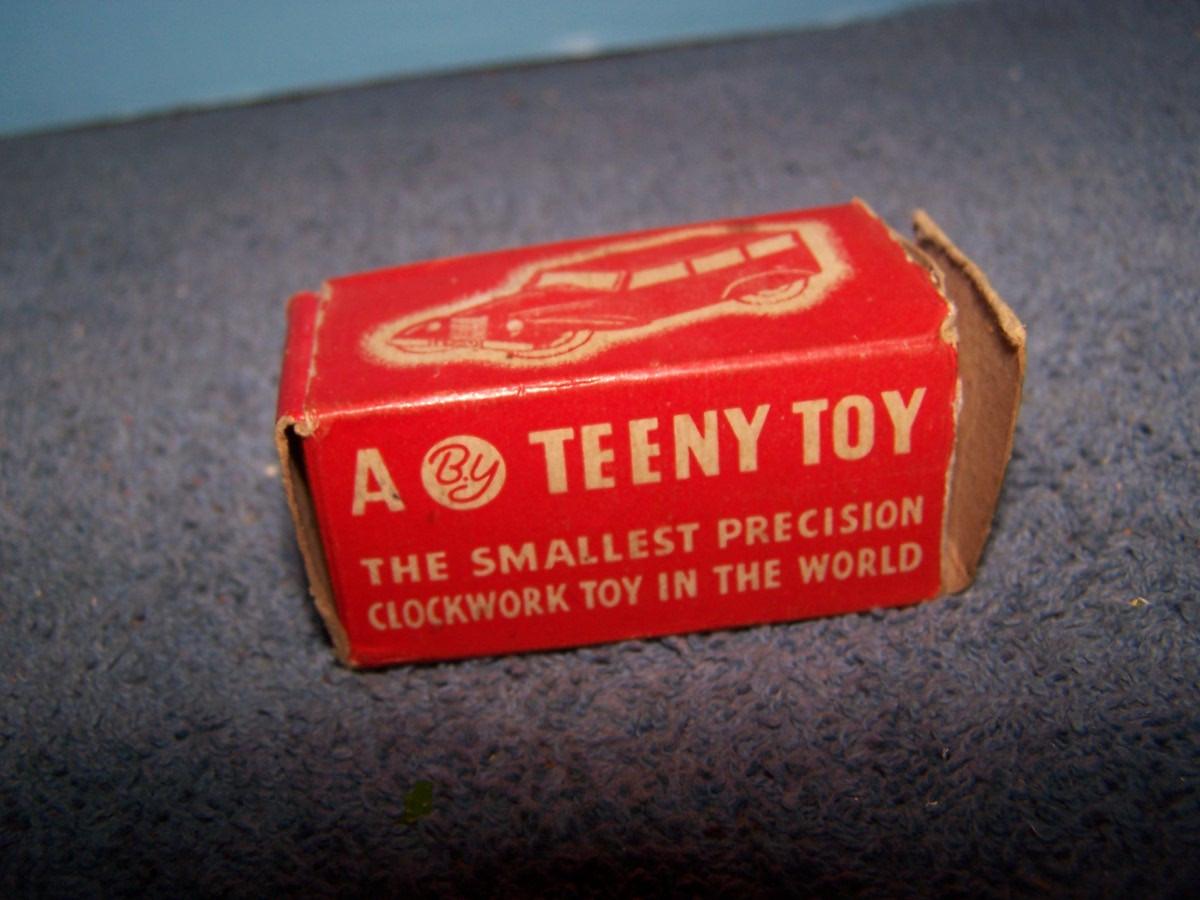 A B.y TEENY TOY
THE SMALLEST PRECISION
CLOCKWORK TOY IN THE WORLD